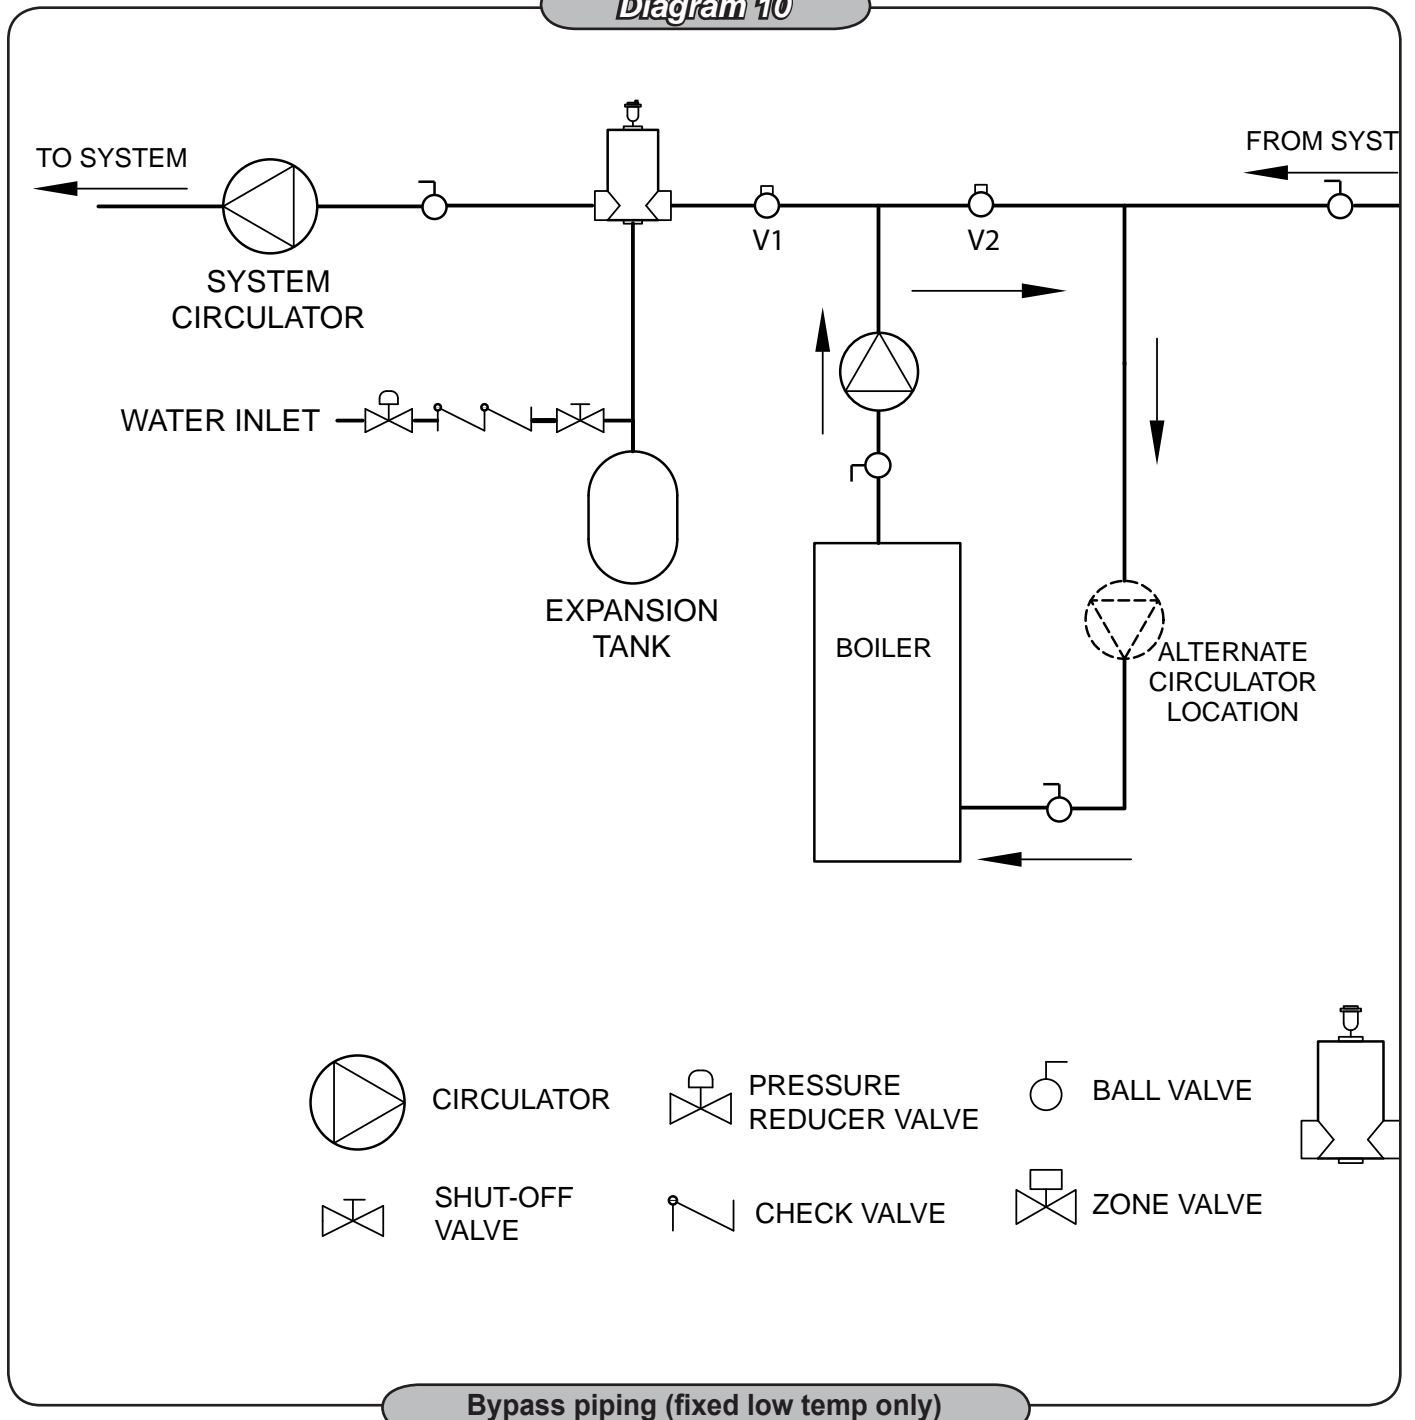 Diagram 10
TO SYSTEM
FROM SYST
V1
V2
SYSTEM
CIRCULATOR
WATER INLET
EXPANSION
TANK
BOILER
ALTERNATE
CIRCULATOR
LOCATION
CIRCULATOR
PRESSURE
REDUCER VALVE
BALL VALVE
SHUT-OFF
VALVE
CHECK VALVE
ZONE VALVE
Bypass piping (fixed low temp only)